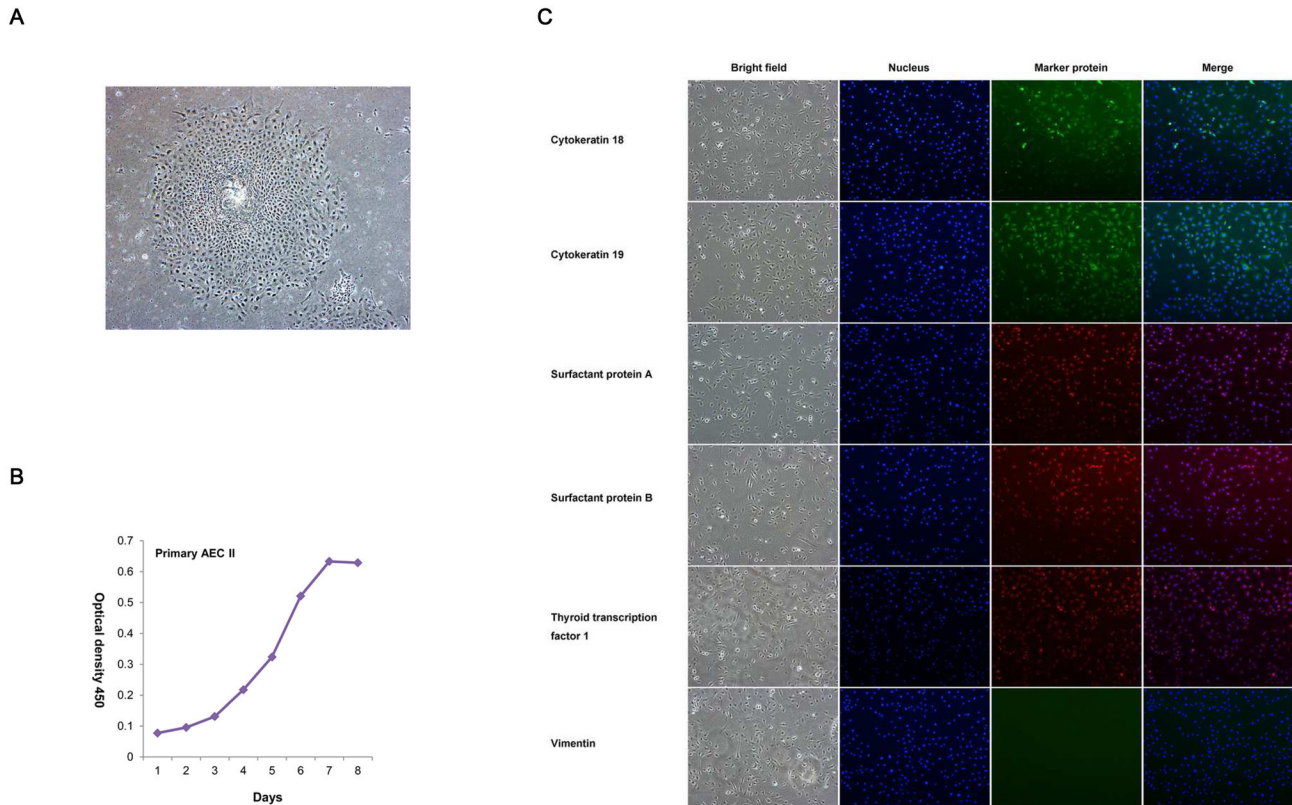 A
B
Primary AEC II
Optical density 450
0.7
0.6
0.5
0.4
0.3
0.2
0.1
0
1 2 3 4 5 6 7 8
Days
C
Bright field Nucleus Marker protein Merge
Cytokeratin 18
Cytokeratin 19
Surfactant protein A
Surfactant protein B
Thyroid transcription
factor 1
Vimentin